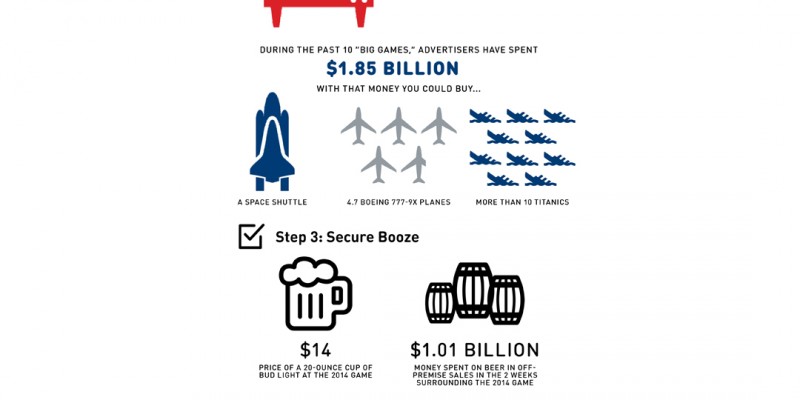 DURING THE PAST 10 "BIG GAMES," ADVERTISERS HAVE SPENT
$1.85 BILLION
WITH THAT MONEY YOU COULD BUY...
A SPACE SHUTTLE
4.7 BOEING 777-9X PLANES
MORE THAN 10 TITANICS
Step 3: Secure Booze
$14
PRICE OF A 20-OUNCE CUP OF
BUD LIGHT AT THE 2014 GAME
$1.01 BILLION
MONEY SPENT ON BEER IN OFF-
PREMISE SALES IN THE 2 WEEKS
SURROUNDING THE 2014 GAME